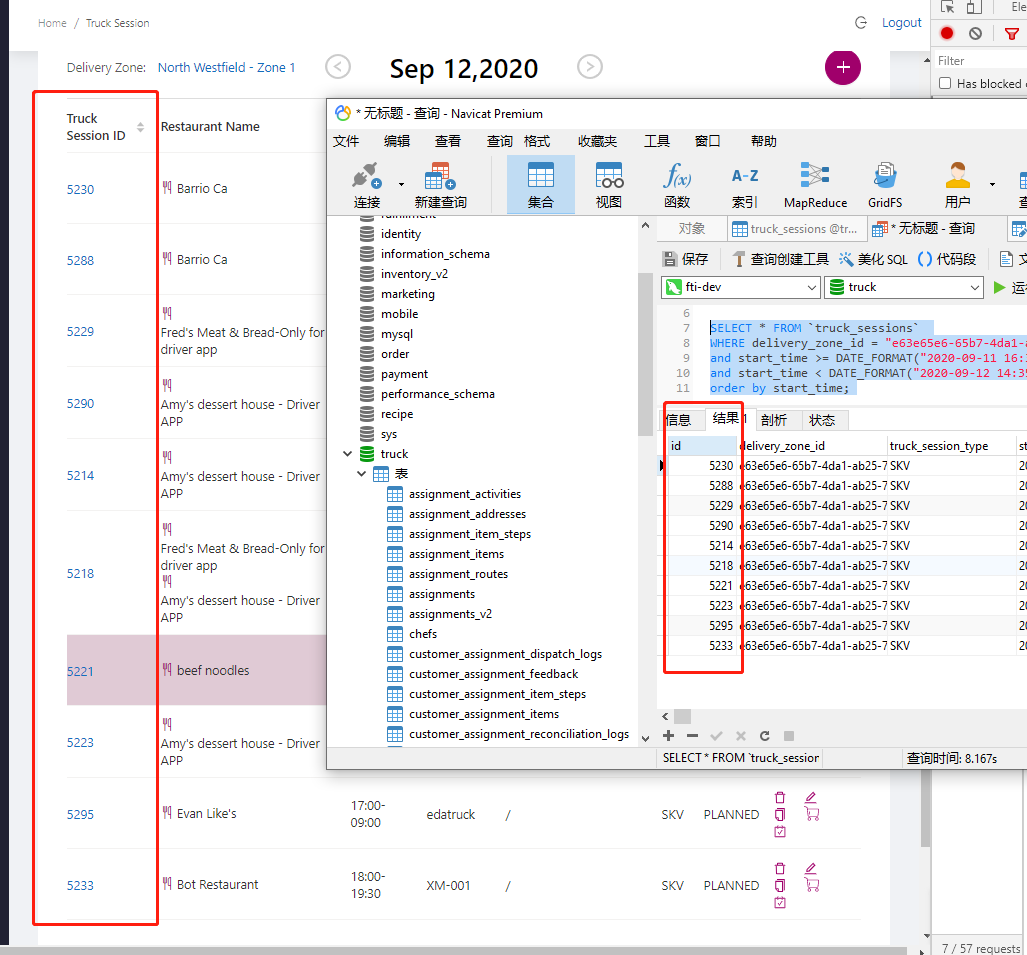 Home / Truck Session
Logout
Ele
Delivery Zone: North Westfield - Zone 1
Sep 12,2020
Filter
Has blocked
Truck
Session ID
Restaurant Name
5230
Barrio Ca
5288
Barrio Ca
5229
Fred's Meat & Bread-Only for
driver app
5290
Amy's dessert house - Driver
APP
5214
Amy's dessert house - Driver
APP
5218
Fred's Meat & Bread-Only for
driver app
Amy's dessert house - Driver
APP
5221
beef noodles
5223
Amy's dessert house - Driver
APP
5295
Evan Like's
17:00-
09:00
edatruck
/
SKV
PLANNED
5233
Bot Restaurant
18:00-
19:30
XM-001
/
SKV
PLANNED
* 无标题 - 查询 - Navicat Premium
文件 编辑 查看 查询 格式 收藏夹 工具 窗口 帮助
连接 新建查询 集合 视图 函数 A-Z 索引 MapReduce GridFS 用户
f(x)
fulfillment
identity
information_schema
inventory_v2
marketing
mobile
mysql
order
payment
performance_schema
recipe
sys
truck
表
assignment_activities
assignment_addresses
assignment_item_steps
assignment_items
assignment_routes
assignments
assignments_v2
chefs
customer_assignment_dispatch_logs
customer_assignment_feedback
customer_assignment_item_steps
customer_assignment_items
customer_assignment_reconciliation_logs
对象 truck_sessions @tr... * 无标题 - 查询
保存 查询创建工具 美化 SQL () 代码段 文
fti-dev truck 运
6
7 SELECT * FROM `truck_sessions`
8 WHERE delivery_zone_id = "e63e65e6-65b7-4da1-a
9 and start_time >= DATE_FORMAT("2020-09-11 16:
10 and start_time < DATE_FORMAT("2020-09-12 14:35
11 order by start_time;
信息 结果 1 剖析 状态
id delivery_zone_id truck_session_type st
5230 e63e65e6-65b7-4da1-ab25-7 SKV 20
5288 e63e65e6-65b7-4da1-ab25-7 SKV 20
5229 e63e65e6-65b7-4da1-ab25-7 SKV 20
5290 e63e65e6-65b7-4da1-ab25-7 SKV 20
5214 e63e65e6-65b7-4da1-ab25-7 SKV 20
5218 e63e65e6-65b7-4da1-ab25-7 SKV 20
5221 e63e65e6-65b7-4da1-ab25-7 SKV 20
5223 e63e65e6-65b7-4da1-ab25-7 SKV 20
5295 e63e65e6-65b7-4da1-ab25-7 SKV 20
5233 e63e65e6-65b7-4da1-ab25-7 SKV 20
SELECT * FROM `truck_session
查询时间: 8.167s
7 / 57 requests